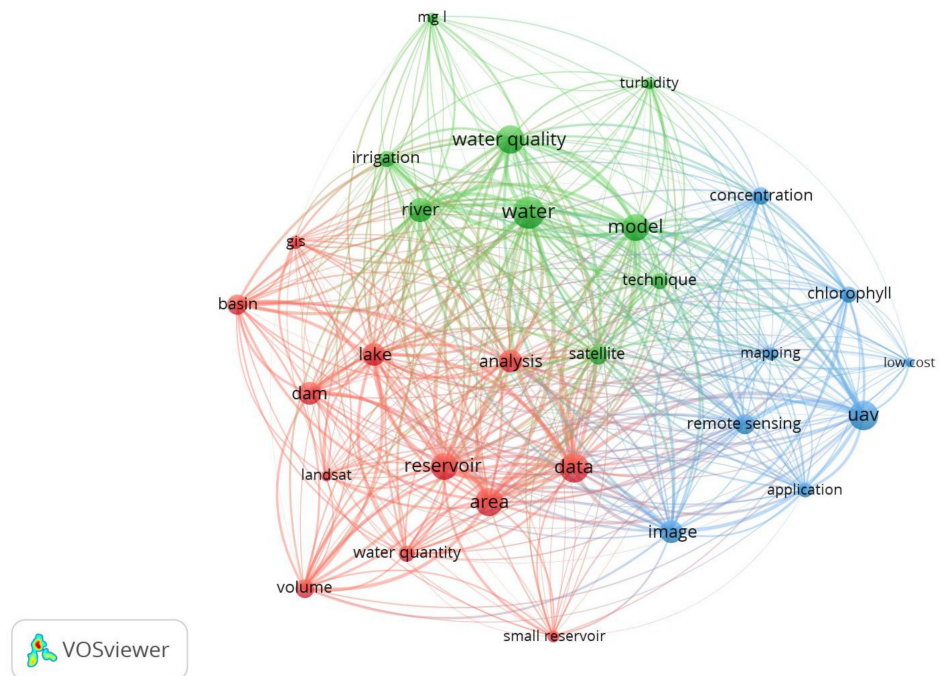 mg l
turbidity
water quality
irrigation
concentration
river
water
model
gis
technique
chlorophyll
basin
lake
analysis
satellite
mapping
low cost
dam
uav
remote sensing
reservoir
data
landsat
application
area
image
water quantity
volume
small reservoir
VOSviewer